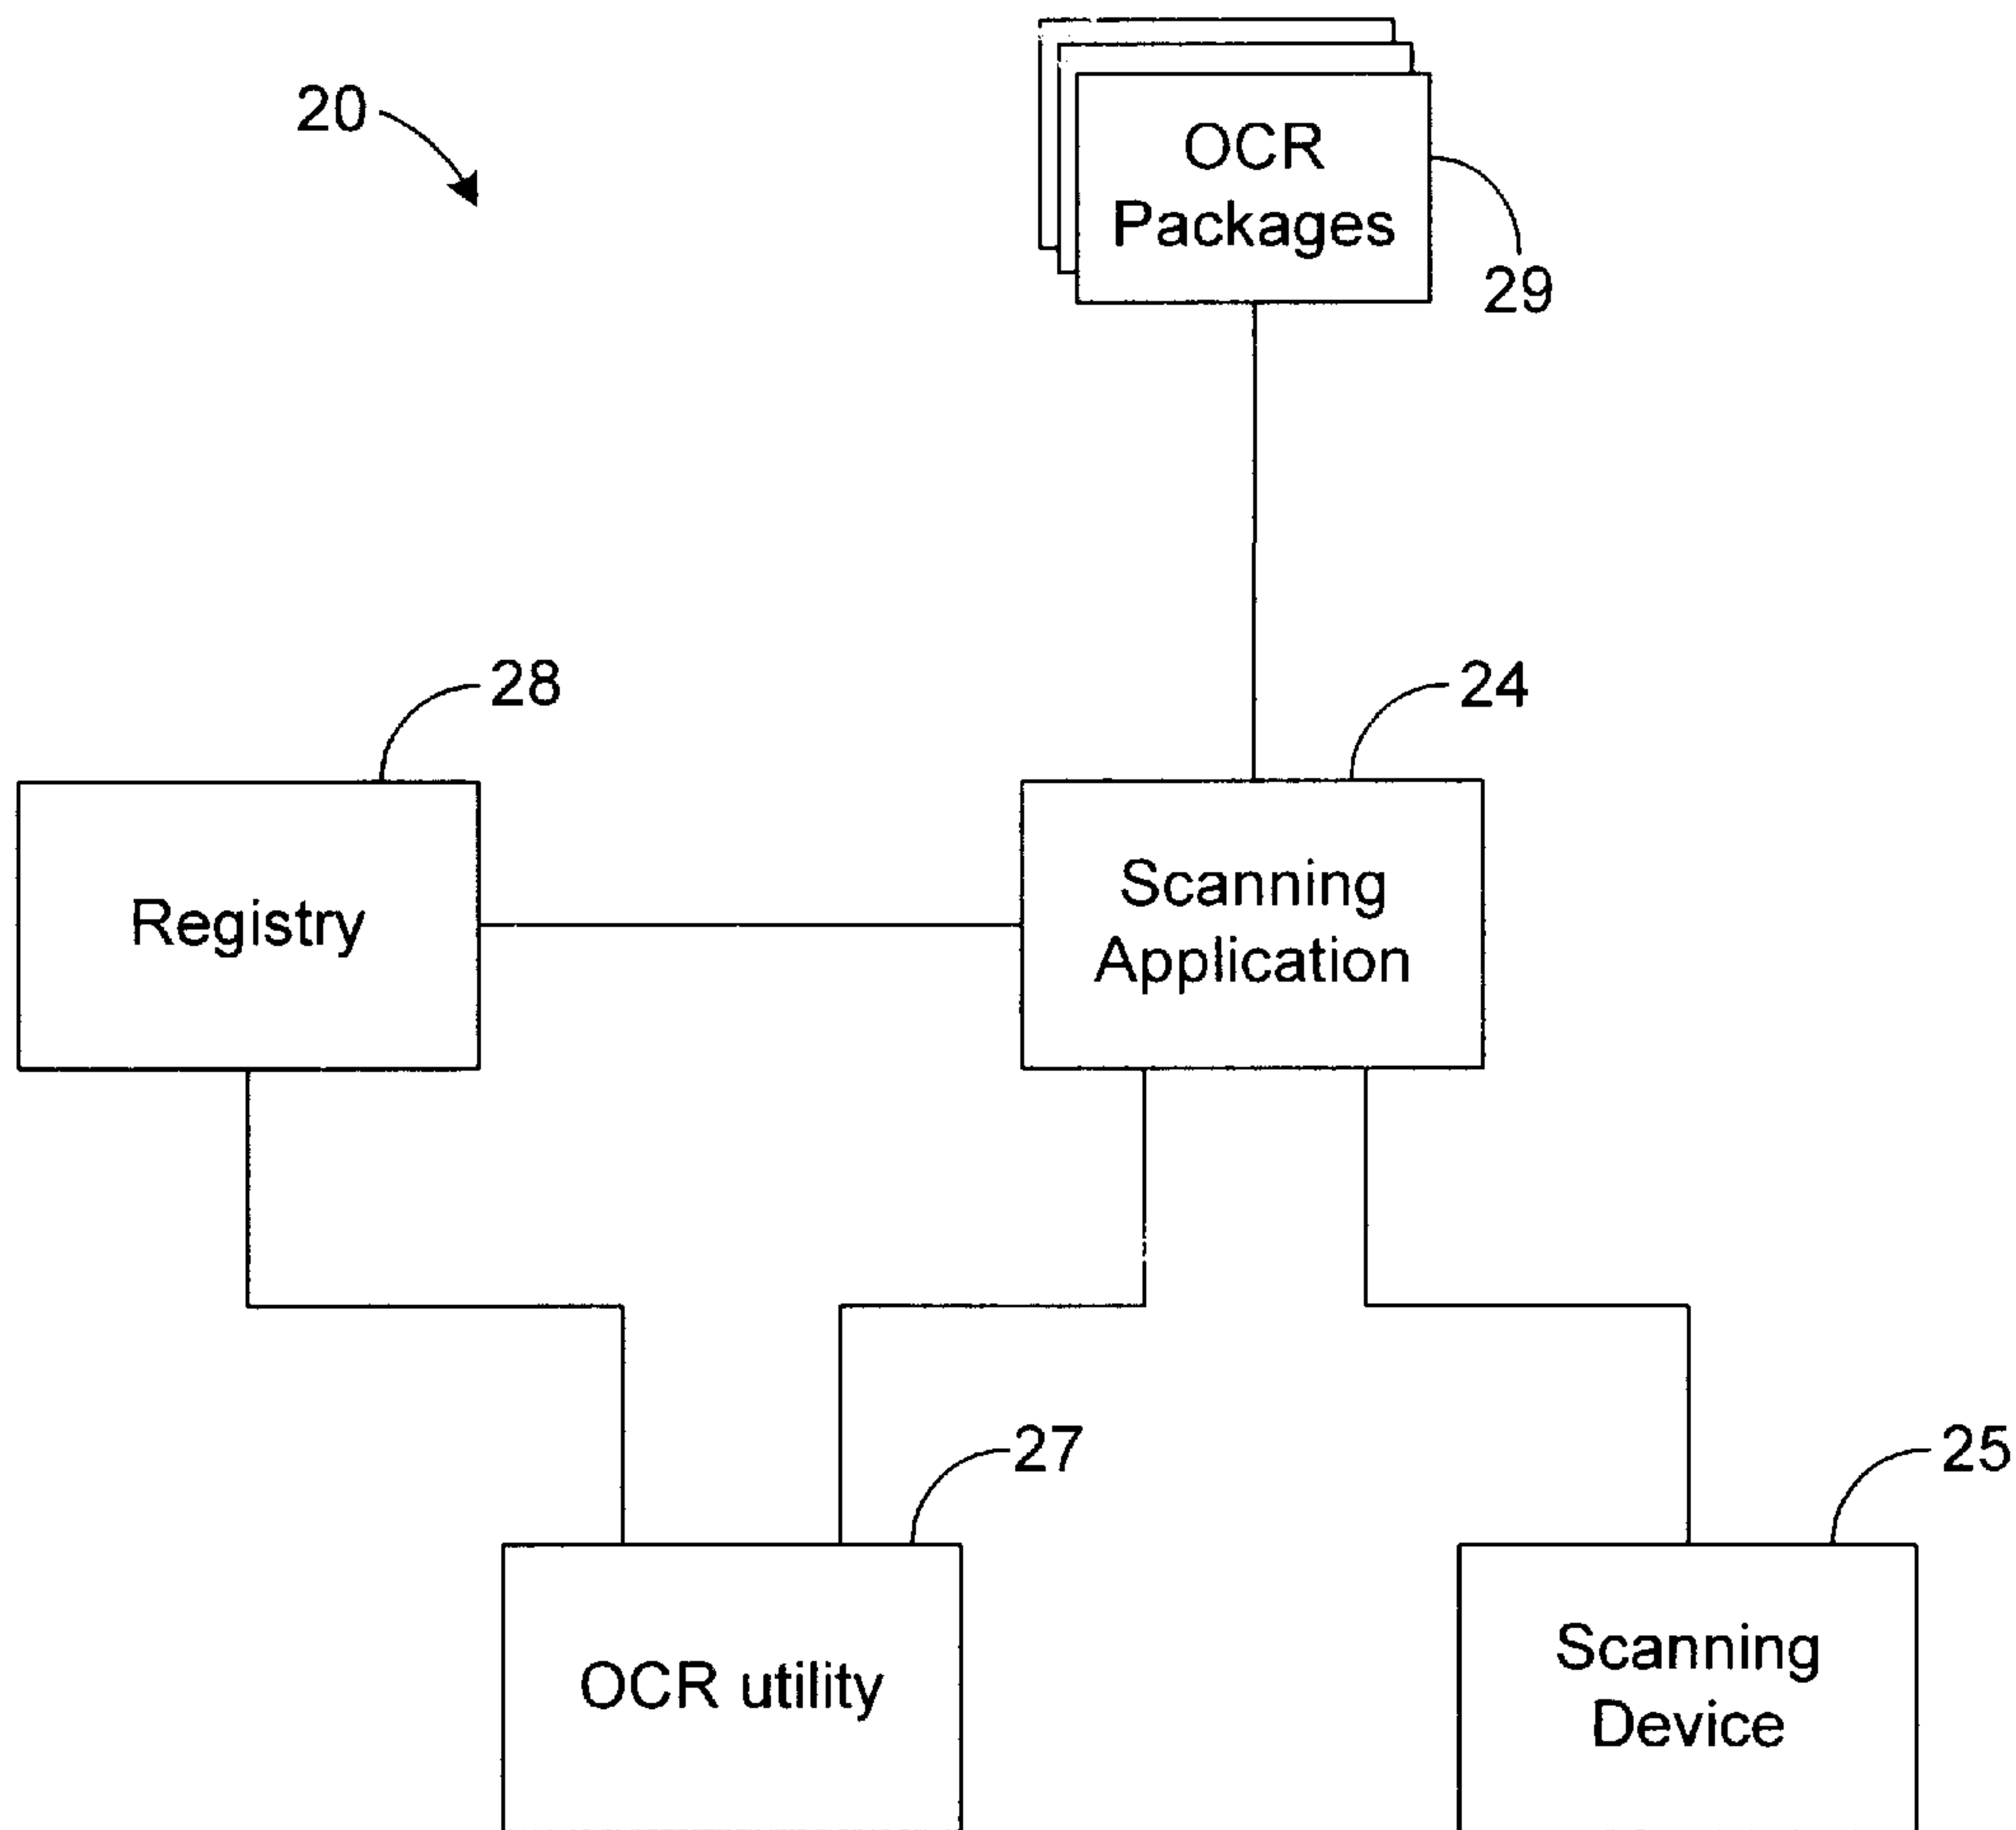 20
OCR
Packages
29
28
24
Registry
Scanning
Application
27
25
OCR utility
Scanning
Device